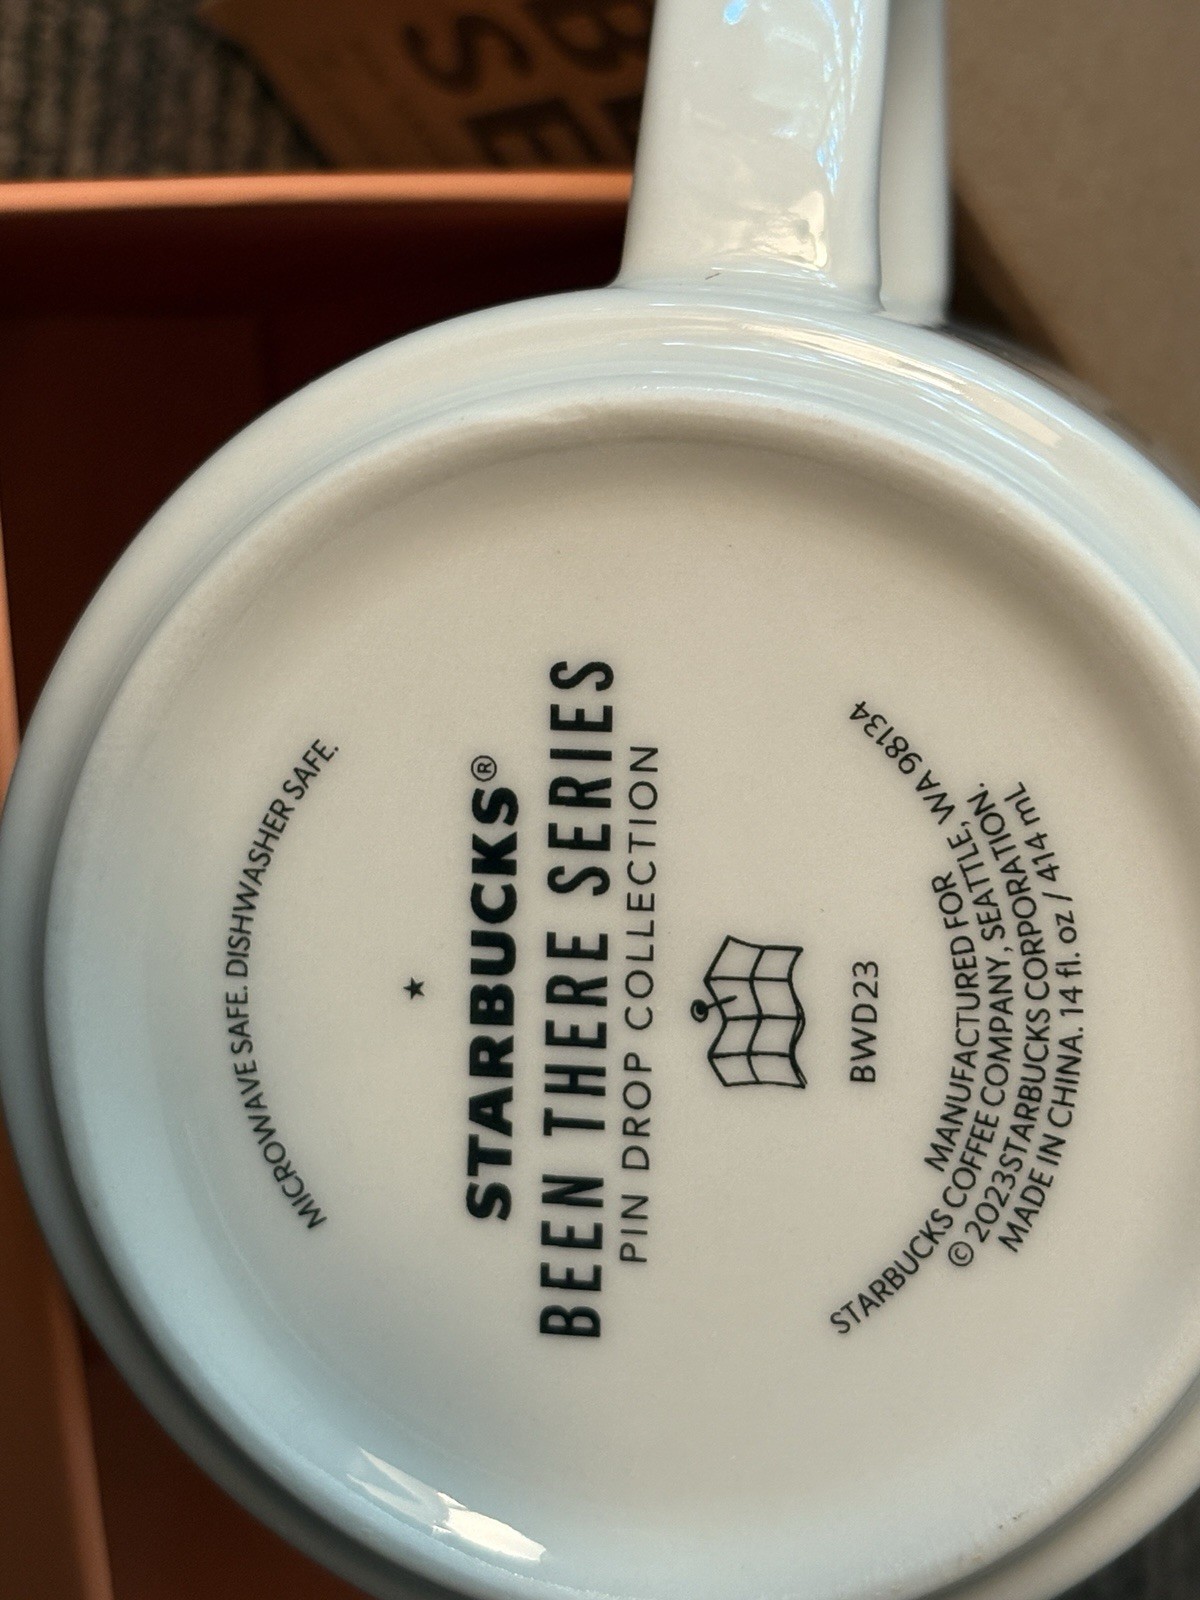 MICROWAVE SAFE. DISHWASHER SAFE.
STARBUCKS®
BEEN THERE SERIES
PIN DROP COLLECTION
BWD23
MANUFACTURED FOR
STARBUCKS COFFEE COMPANY, SEATTLE, WA 98134
© 2023STARBUCKS CORPORATION.
MADE IN CHINA. 14 fl. oz / 414 mL